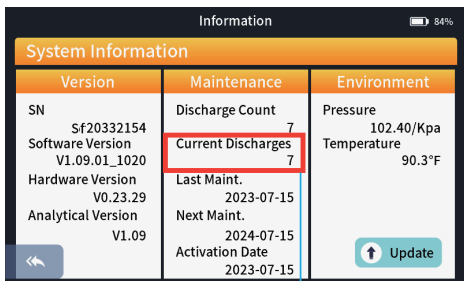 Information
84%
System Information
Version
SN
Sf20332154
Software Version
V1.09.01_1020
Hardware Version
V0.23.29
Analytical Version
V1.09
Maintenance
Discharge Count
7
Current Discharges
7
Last Maint.
2023-07-15
Next Maint.
2024-07-15
Activation Date
2023-07-15
Environment
Pressure
102.40/Kpa
Temperature
90.3°F
Update